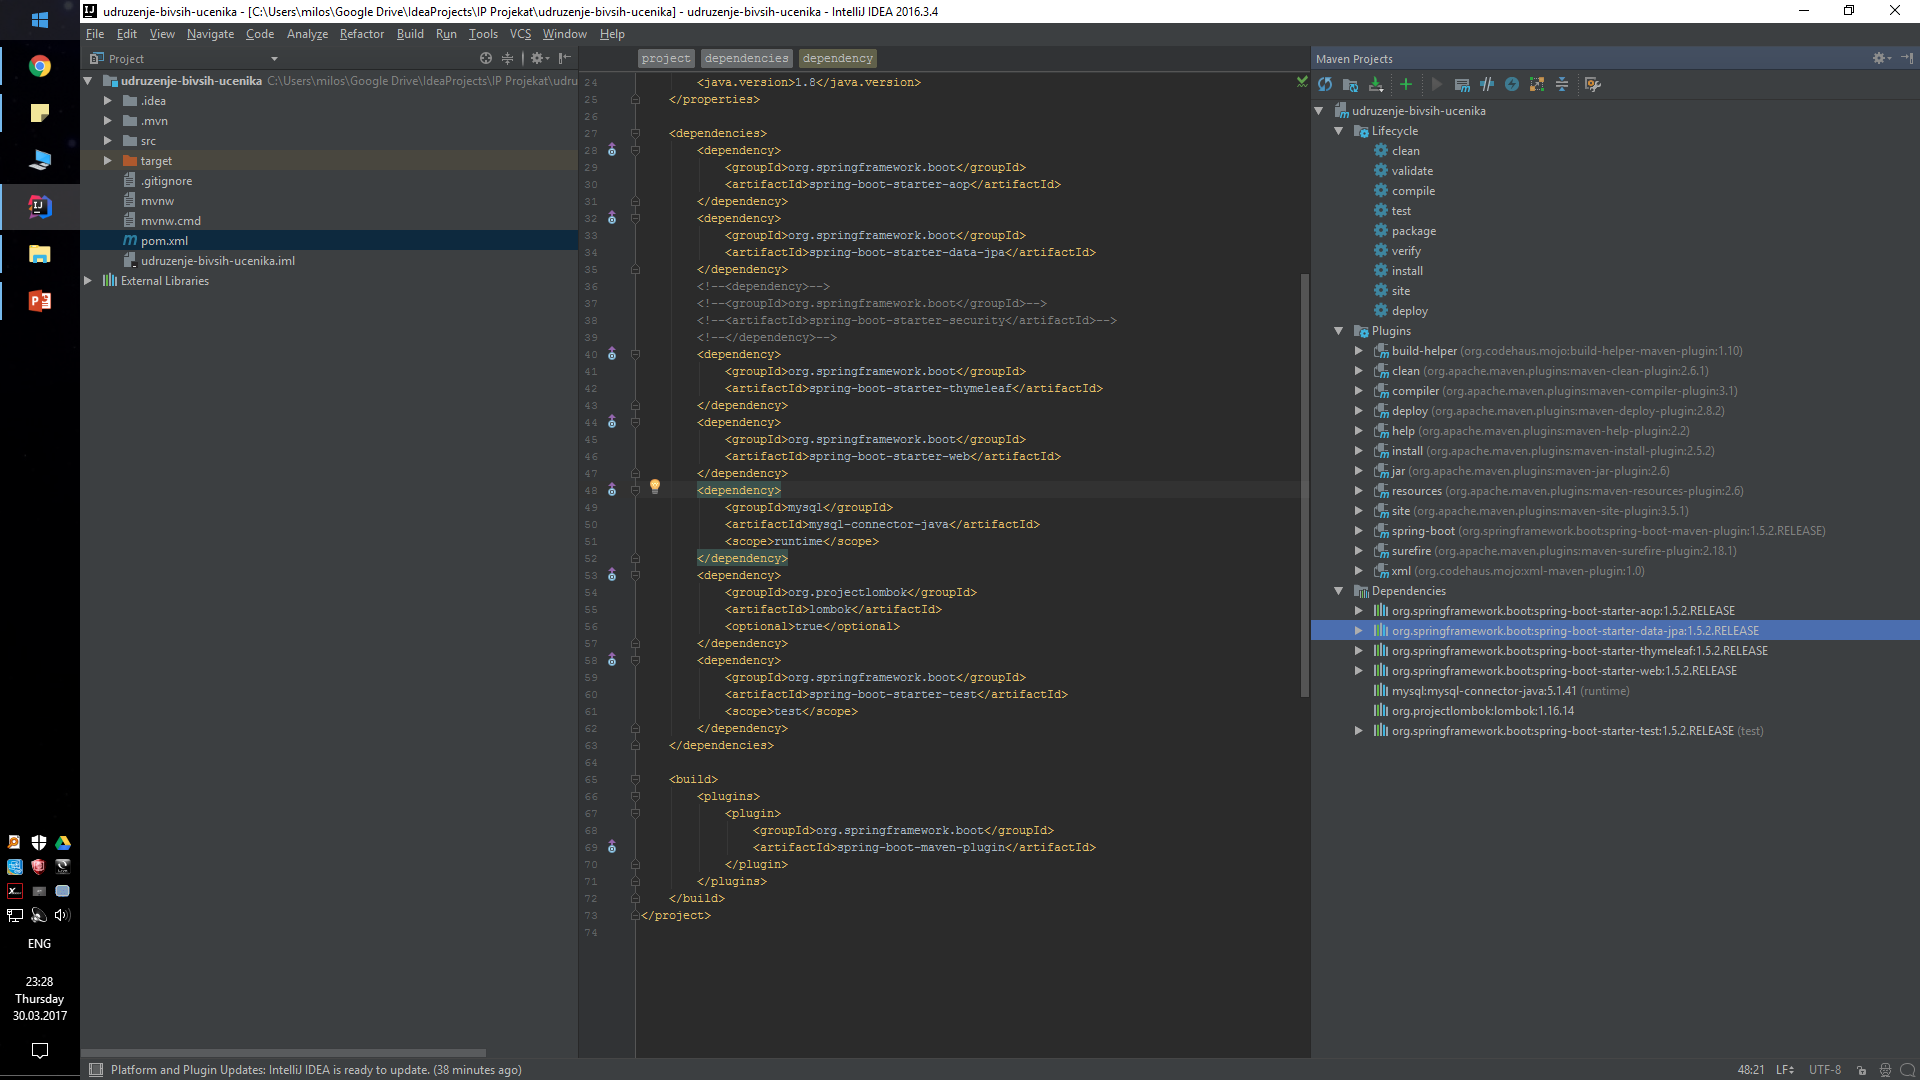 udruzenje-bivsih-ucenika - [C:\Users\milos\Google Drive\IdeaProjects\IP Projekat\udruzenje-bivsih-ucenika] - udruzenje-bivsih-ucenika - IntelliJ IDEA 2016.3.4
File Edit View Navigate Code Analyze Refactor Build Run Tools VCS Window Help
Project
udruzenje-bivsih-ucenika C:\Users\milos\Google Drive\IdeaProjects\IP Projekat\udru
.idea
.mvn
src
target
.gitignore
mvnw
mvnw.cmd
pom.xml
udruzenje-bivsih-ucenika.iml
External Libraries
project dependencies dependency
24 <java.version>1.8</java.version>
25 </properties>
26
27 <dependencies>
28 <dependency>
29 <groupId>org.springframework.boot</groupId>
30 <artifactId>spring-boot-starter-aop</artifactId>
31 </dependency>
32 <dependency>
33 <groupId>org.springframework.boot</groupId>
34 <artifactId>spring-boot-starter-data-jpa</artifactId>
35 </dependency>
36 <!--<dependency>-->
37 <!--<groupId>org.springframework.boot</groupId>-->
38 <!--<artifactId>spring-boot-starter-security</artifactId>-->
39 <!--</dependency>-->
40 <dependency>
41 <groupId>org.springframework.boot</groupId>
42 <artifactId>spring-boot-starter-thymeleaf</artifactId>
43 </dependency>
44 <dependency>
45 <groupId>org.springframework.boot</groupId>
46 <artifactId>spring-boot-starter-web</artifactId>
47 </dependency>
48 <dependency>
49 <groupId>mysql</groupId>
50 <artifactId>mysql-connector-java</artifactId>
51 <scope>runtime</scope>
52 </dependency>
53 <dependency>
54 <groupId>org.projectlombok</groupId>
55 <artifactId>lombok</artifactId>
56 <optional>true</optional>
57 </dependency>
58 <dependency>
59 <groupId>org.springframework.boot</groupId>
60 <artifactId>spring-boot-starter-test</artifactId>
61 <scope>test</scope>
62 </dependency>
63 </dependencies>
64
65 <build>
66 <plugins>
67 <plugin>
68 <groupId>org.springframework.boot</groupId>
69 <artifactId>spring-boot-maven-plugin</artifactId>
70 </plugin>
71 </plugins>
72 </build>
73 </project>
74
Maven Projects
udruzenje-bivsih-ucenika
Lifecycle
clean
validate
compile
test
package
verify
install
site
deploy
Plugins
build-helper (org.codehaus.mojo:build-helper-maven-plugin:1.10)
clean (org.apache.maven.plugins:maven-clean-plugin:2.6.1)
compiler (org.apache.maven.plugins:maven-compiler-plugin:3.1)
deploy (org.apache.maven.plugins:maven-deploy-plugin:2.8.2)
help (org.apache.maven.plugins:maven-help-plugin:2.2)
install (org.apache.maven.plugins:maven-install-plugin:2.5.2)
jar (org.apache.maven.plugins:maven-jar-plugin:2.6)
resources (org.apache.maven.plugins:maven-resources-plugin:2.6)
site (org.apache.maven.plugins:maven-site-plugin:3.5.1)
spring-boot (org.springframework.boot:spring-boot-maven-plugin:1.5.2.RELEASE)
surefire (org.apache.maven.plugins:maven-surefire-plugin:2.18.1)
xml (org.codehaus.mojo:xml-maven-plugin:1.0)
Dependencies
org.springframework.boot:spring-boot-starter-aop:1.5.2.RELEASE
org.springframework.boot:spring-boot-starter-data-jpa:1.5.2.RELEASE
org.springframework.boot:spring-boot-starter-thymeleaf:1.5.2.RELEASE
org.springframework.boot:spring-boot-starter-web:1.5.2.RELEASE
mysql:mysql-connector-java:5.1.41 (runtime)
org.projectlombok:lombok:1.16.14
org.springframework.boot:spring-boot-starter-test:1.5.2.RELEASE (test)
ENG
23:28
Thursday
30.03.2017
Platform and Plugin Updates: IntelliJ IDEA is ready to update. (38 minutes ago)
48:21 LF UTF-8